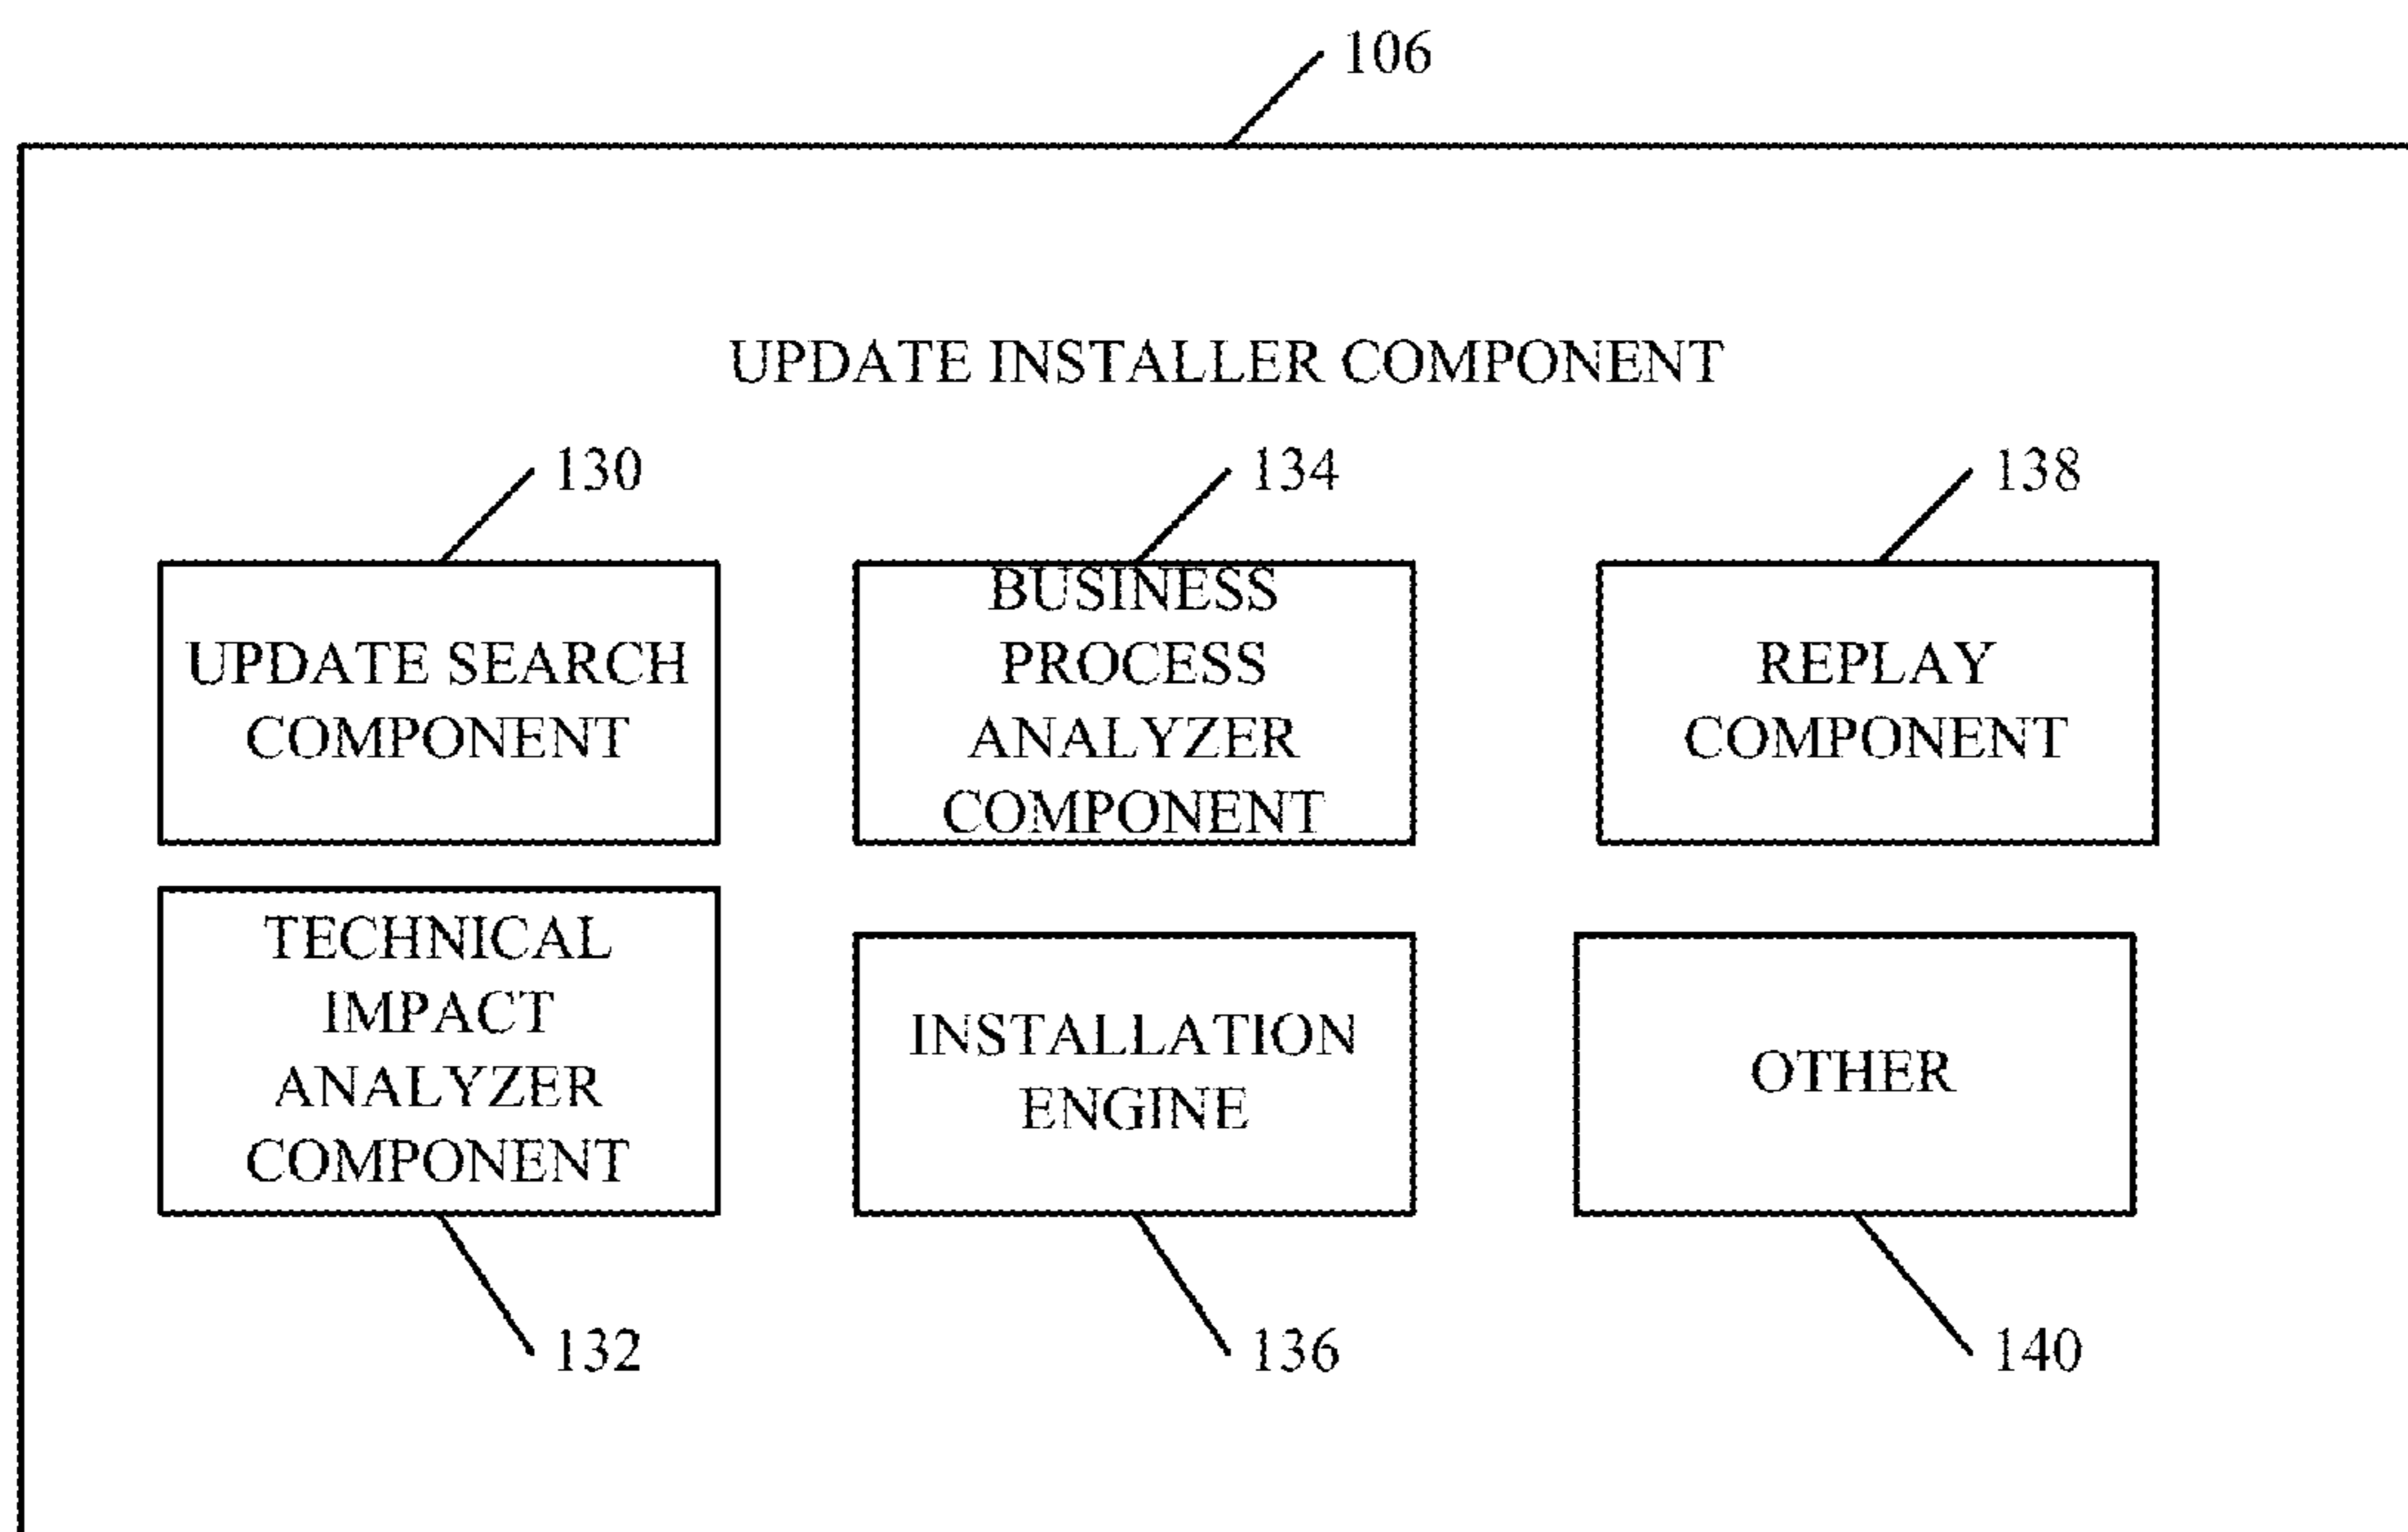 106
UPDATE INSTALLER COMPONENT
130
134
138
UPDATE SEARCH
COMPONENT
BUSINESS
PROCESS
ANALYZER
COMPONENT
REPLAY
COMPONENT
TECHNICAL
IMPACT
ANALYZER
COMPONENT
INSTALLATION
ENGINE
OTHER
132
136
140